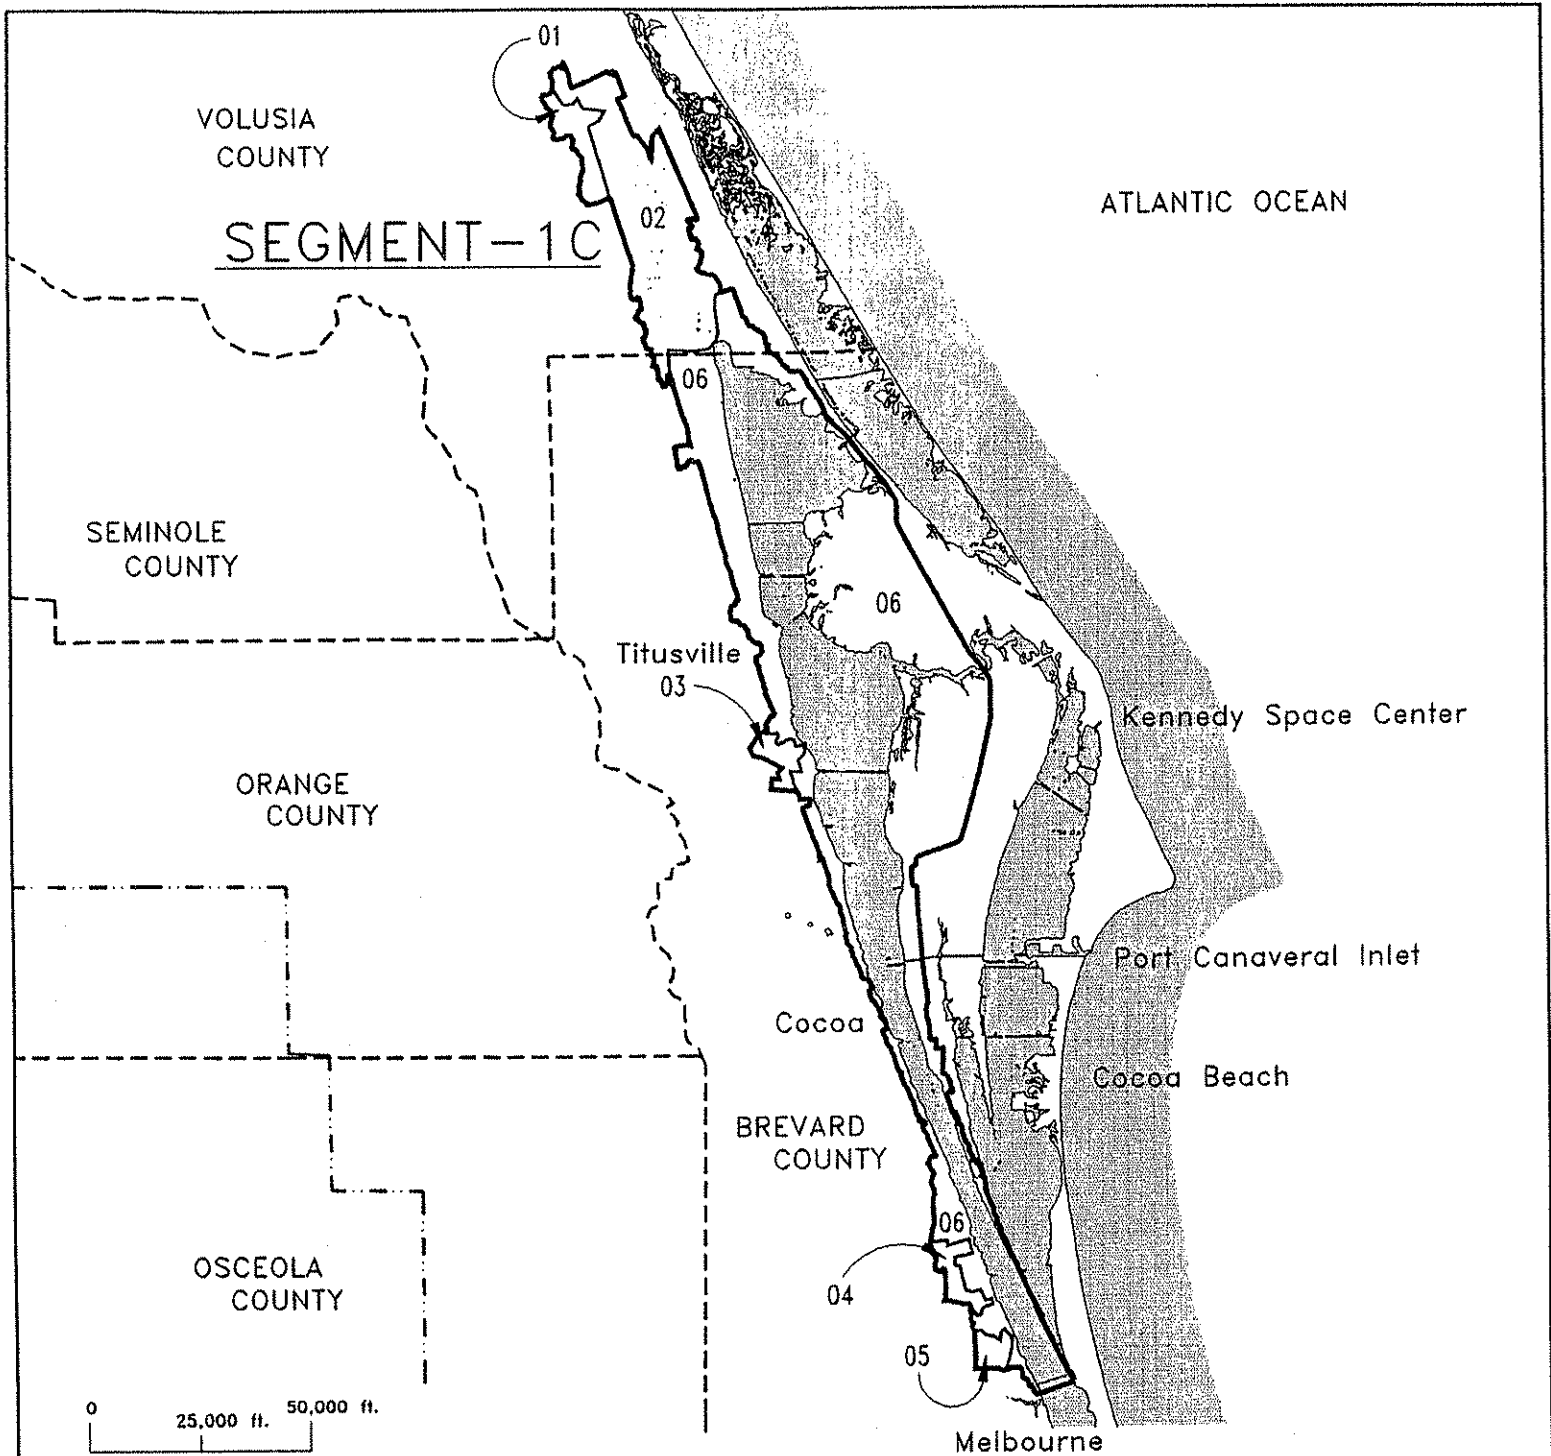 01
VOLUSIA
COUNTY
ATLANTIC OCEAN
02
SEGMENT-1C
06
SEMINOLE
COUNTY
06
Titusville
03
Kennedy Space Center
ORANGE
COUNTY
Port Canaveral Inlet
Cocoa
Cocoa Beach
BREVARD
COUNTY
06
OSCEOLA
COUNTY
04
05
0
25,000 ft.
50,000 ft.
Melbourne